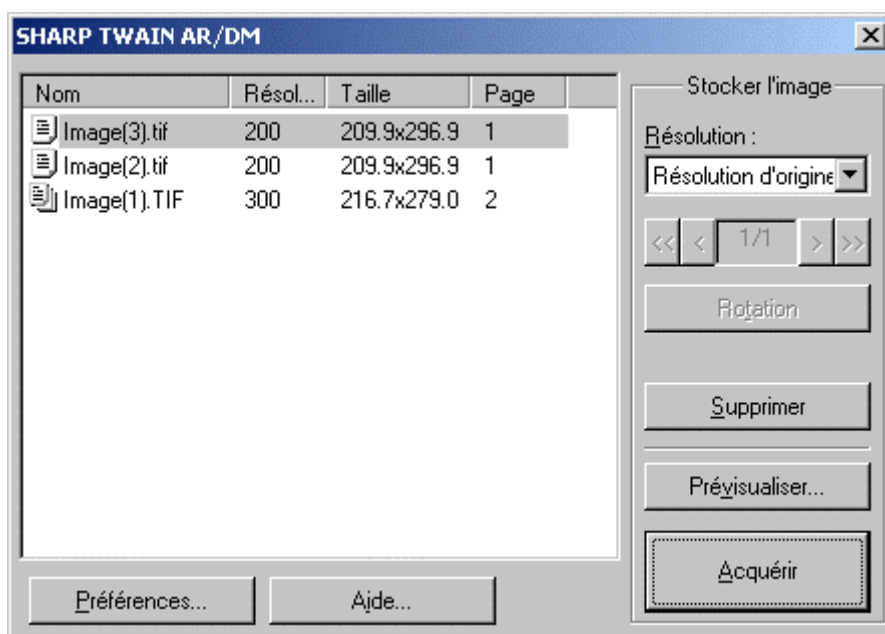 SHARP TWAIN AR/DM
Nom Résol... Taille Page
Image(3).tif 200 209.9x296.9 1
Image(2).tif 200 209.9x296.9 1
Image(1).TIF 300 216.7x279.0 2
Stocker l'image
Résolution :
Résolution d'origine
<< < 1/1 > >>
Rotation
Supprimer
Prévisualiser...
Acquérir
Préférences... Aide...